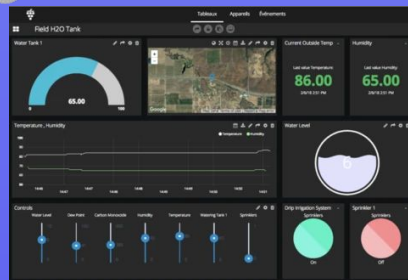 Tableaux Appareils Événements
Field H2O Tank
Water Tank 1
65.00
0 100
Current Outside Temp
Last value Temperature
86.00
Humidity
Last value Humidity
65.00
Temperature, Humidity
Temperature Humidity
Water Level
6
Controls
Water Level Dew Point Carbon Monoxide Humidity Temperature Watering Tank 1 Sprinklers
Drip Irrigation System
Sprinklers
On
Sprinkler 1
Sprinklers
Off